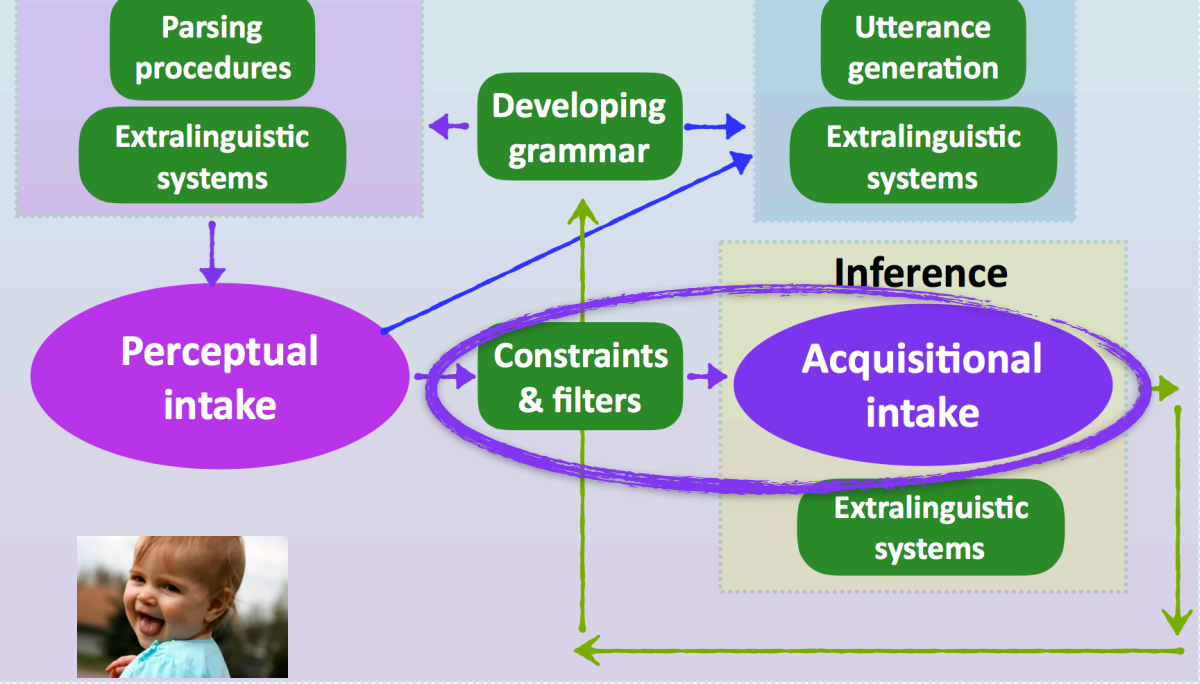 Parsing
procedures
Extralinguistic
systems
Developing
grammar
Utterance
generation
Extralinguistic
systems
Inference
Perceptual
intake
Constraints
& filters
Acquisitional
intake
Extralinguistic
systems